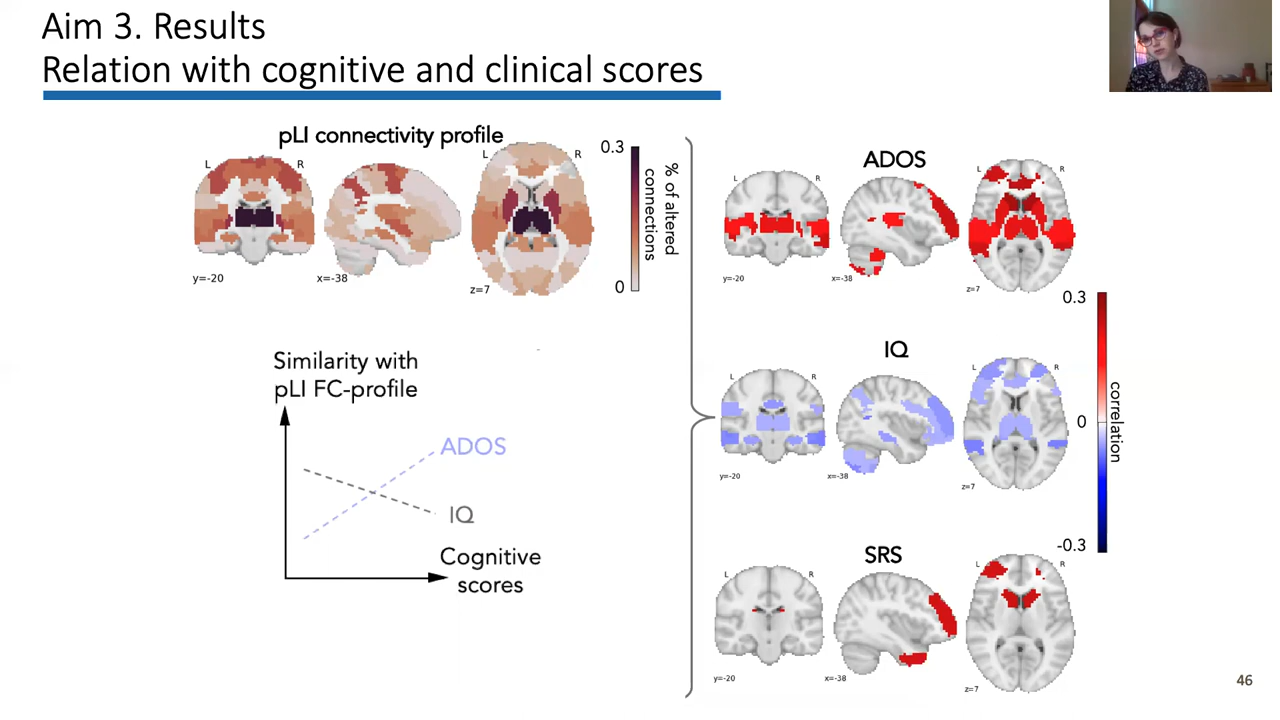 Aim 3. Results
Relation with cognitive and clinical scores
pLI connectivity profile
L
R
L
R
y=-20
x=-38
z=7
0.3
0
% of altered
connections
Similarity with
pLI FC-profile
ADOS
IQ
Cognitive
scores
ADOS
L
R
L
R
y=-20
x=-38
z=7
IQ
L
R
L
R
y=-20
x=-38
z=7
SRS
L
R
L
R
y=-20
x=-38
z=7
0.3
0
-0.3
correlation
46